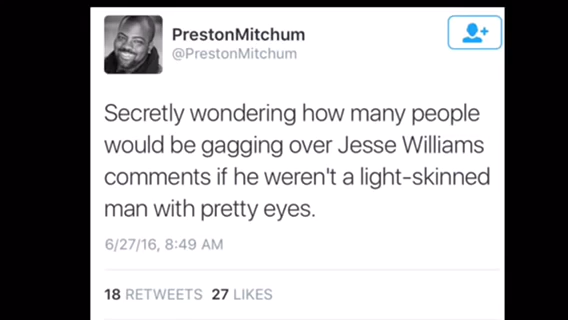 PrestonMitchum
@PrestonMitchum
Secretly wondering how many people
would be gagging over Jesse Williams
comments if he weren't a light-skinned
man with pretty eyes.
6/27/16, 8:49 AM
18 RETWEETS 27 LIKES